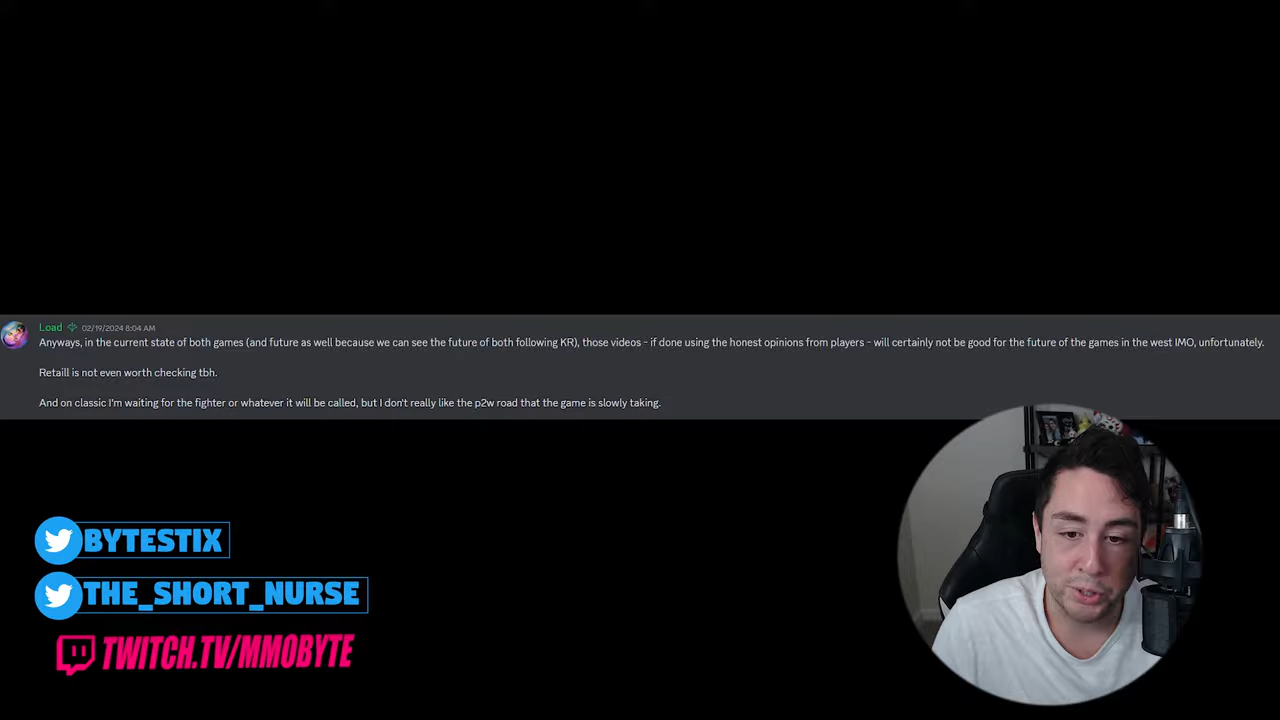 Load 02/19/2024 8:04 AM
Anyways, in the current state of both games (and future as well because we can see the future of both following KR), those videos - if done using the honest opinions from players - will certainly not be good for the future of the games in the west IMO, unfortunately.
Retaill is not even worth checking tbh.
And on classic I'm waiting for the fighter or whatever it will be called, but I don't really like the p2w road that the game is slowly taking.
BYTESTIX
THE_SHORT_NURSE
TWITCH.TV/MMOBYTE